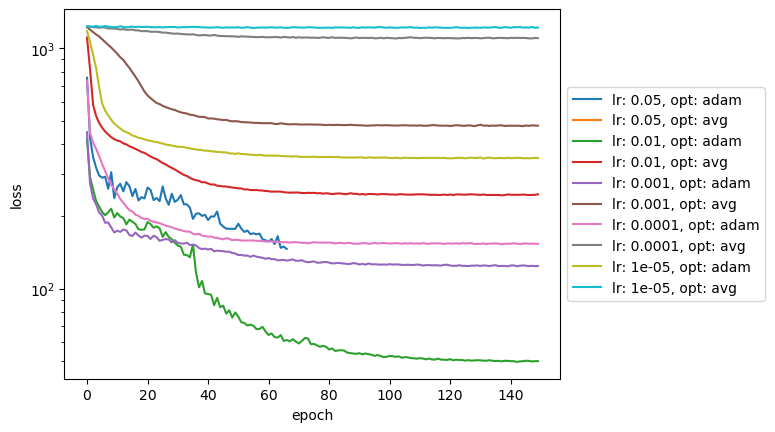 10³
10²
loss
0
20
40
60
80
100
120
140
epoch
lr: 0.05, opt: adam
lr: 0.05, opt: avg
lr: 0.01, opt: adam
lr: 0.01, opt: avg
lr: 0.001, opt: adam
lr: 0.001, opt: avg
lr: 0.0001, opt: adam
lr: 0.0001, opt: avg
lr: 1e-05, opt: adam
lr: 1e-05, opt: avg